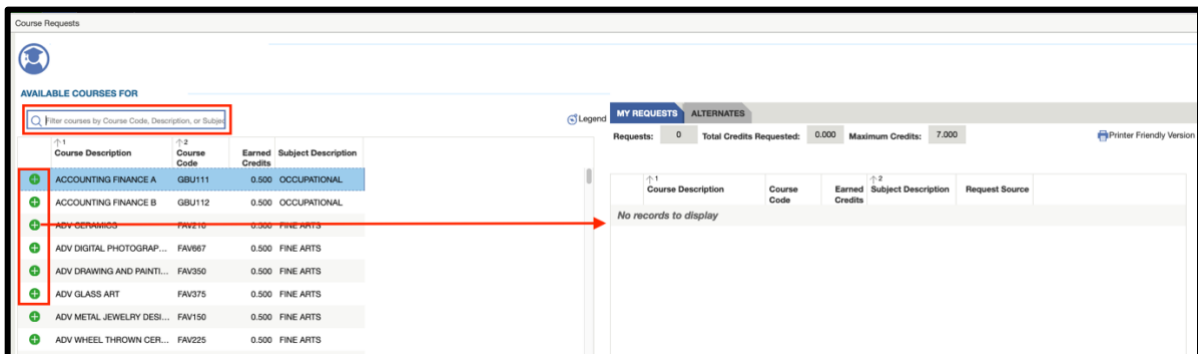 Course Requests
AVAILABLE COURSES FOR
Filter courses by Course Code, Description, or Subjec
Legend
↑1 ↑2
Course Description Course Code Earned Credits Subject Description
ACCOUNTING FINANCE A GBU111 0.500 OCCUPATIONAL
ACCOUNTING FINANCE B GBU112 0.500 OCCUPATIONAL
ADV CERAMICS FAV210 0.500 FINE ARTS
ADV DIGITAL PHOTOGRAP... FAV667 0.500 FINE ARTS
ADV DRAWING AND PAINTI... FAV350 0.500 FINE ARTS
ADV GLASS ART FAV375 0.500 FINE ARTS
ADV METAL JEWELRY DESI... FAV150 0.500 FINE ARTS
ADV WHEEL THROWN CER... FAV225 0.500 FINE ARTS
MY REQUESTS ALTERNATES
Requests: 0 Total Credits Requested: 0.000 Maximum Credits: 7.000 Printer Friendly Version
↑1 ↑2
Course Description Course Code Earned Credits Subject Description Request Source
No records to display